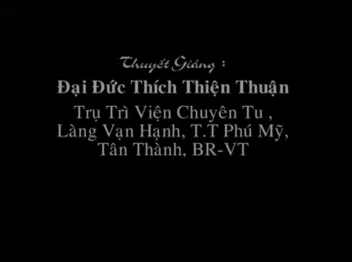 Thuyết Giảng :
Đại Đức Thích Thiện Thuận
Trụ Trì Viện Chuyên Tu ,
Làng Vạn Hạnh, T.T Phú Mỹ,
Tân Thành, BR-VT